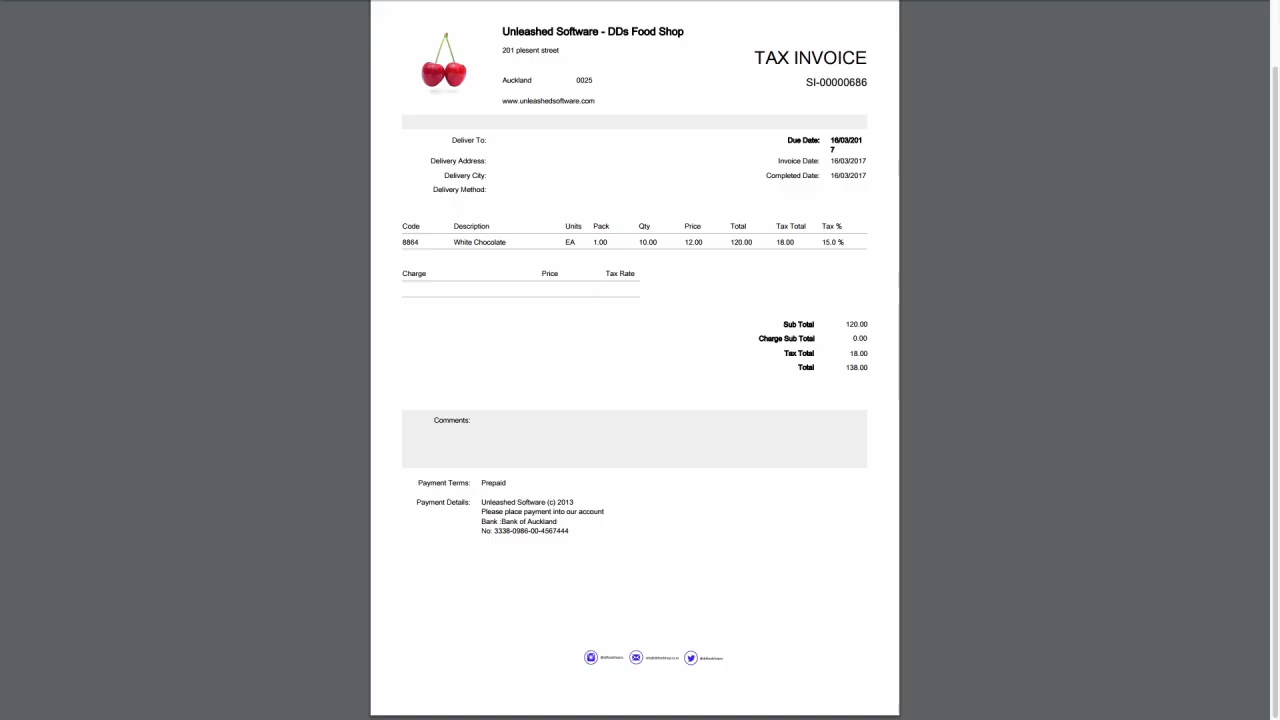 Unleashed Software - DDs Food Shop
201 plesent street
TAX INVOICE
Auckland 0025
SI-00000686
www.unleashedsoftware.com
Deliver To:
Due Date: 16/03/201
7
Delivery Address:
Invoice Date: 16/03/2017
Delivery City:
Completed Date: 16/03/2017
Delivery Method:
Code Description Units Pack Qty Price Total Tax Total Tax %
8864 White Chocolate EA 1.00 10.00 12.00 120.00 18.00 15.0 %
Charge Price Tax Rate
Sub Total 120.00
Charge Sub Total 0.00
Tax Total 18.00
Total 138.00
Comments:
Payment Terms: Prepaid
Payment Details: Unleashed Software (c) 2013
Please place payment into our account
Bank :Bank of Auckland
No: 3338-0986-00-4567444